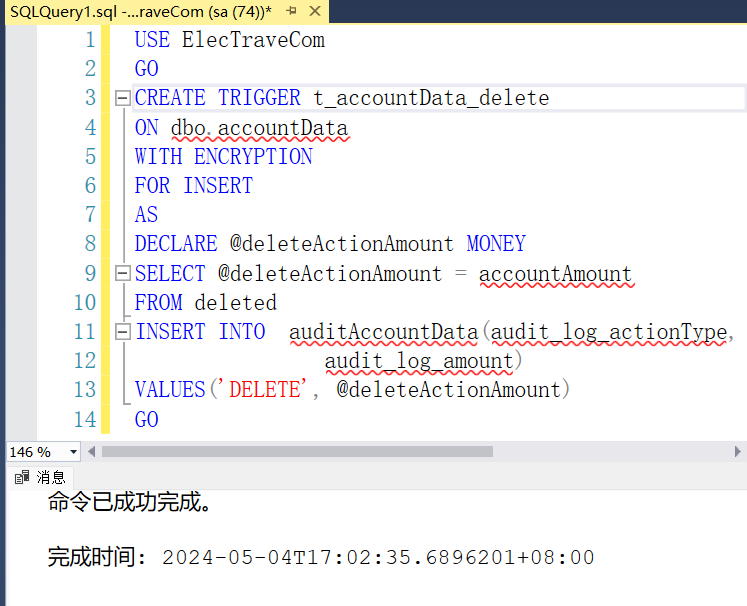 SQLQuery1.sql -...raveCom (sa (74))*
1 USE ElecTraveCom
2 GO
3 CREATE TRIGGER t_accountData_delete
4 ON dbo.accountData
5 WITH ENCRYPTION
6 FOR INSERT
7 AS
8 DECLARE @deleteActionAmount MONEY
9 SELECT @deleteActionAmount = accountAmount
10 FROM deleted
11 INSERT INTO  auditAccountData(audit_log_actionType,
12 audit_log_amount)
13 VALUES('DELETE', @deleteActionAmount)
14 GO
146 %
消息
命令已成功完成。
完成时间: 2024-05-04T17:02:35.6896201+08:00